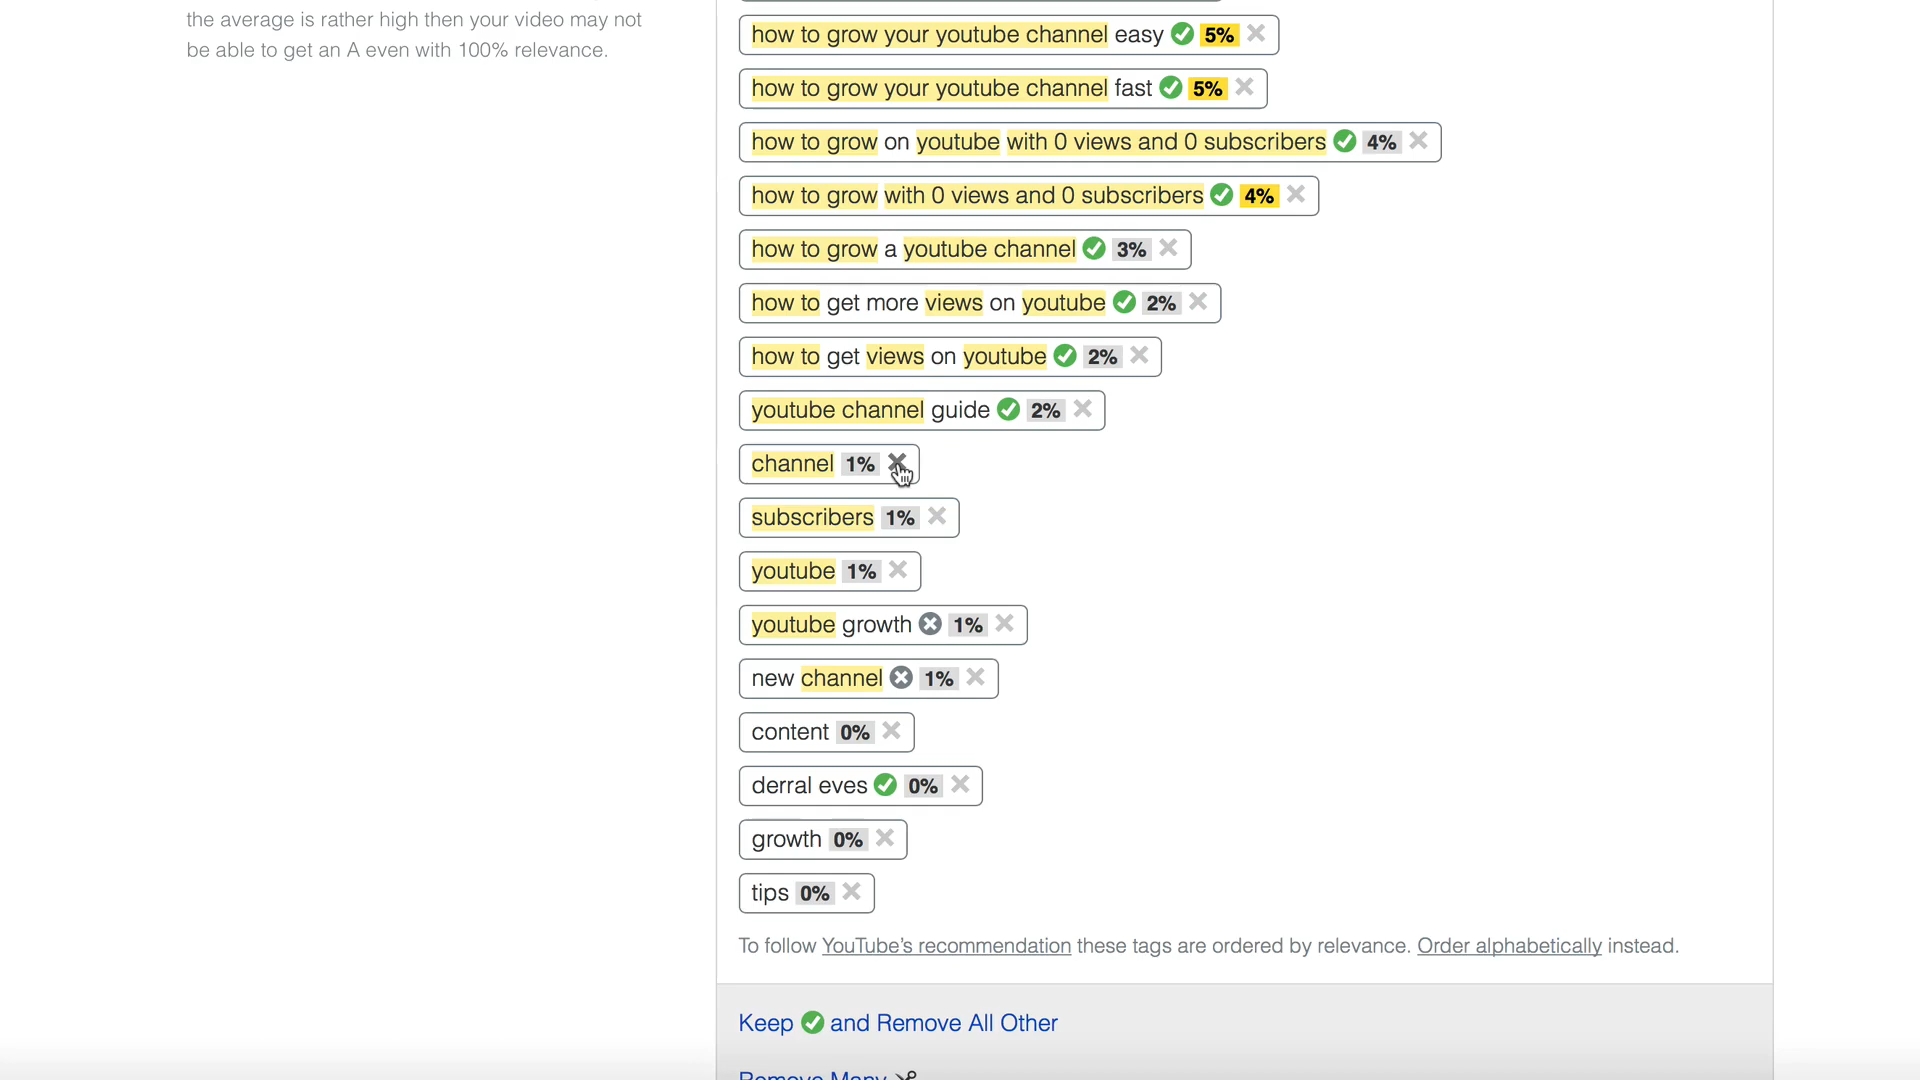 the average is rather high then your video may not
be able to get an A even with 100% relevance.
how to grow your youtube channel easy 5%
how to grow your youtube channel fast 5%
how to grow on youtube with 0 views and 0 subscribers 4%
how to grow with 0 views and 0 subscribers 4%
how to grow a youtube channel 3%
how to get more views on youtube 2%
how to get views on youtube 2%
youtube channel guide 2%
channel 1%
subscribers 1%
youtube 1%
youtube growth 1%
new channel 1%
content 0%
derral eves 0%
growth 0%
tips 0%
To follow YouTube's recommendation these tags are ordered by relevance. Order alphabetically instead.
Keep and Remove All Other
Remove Many